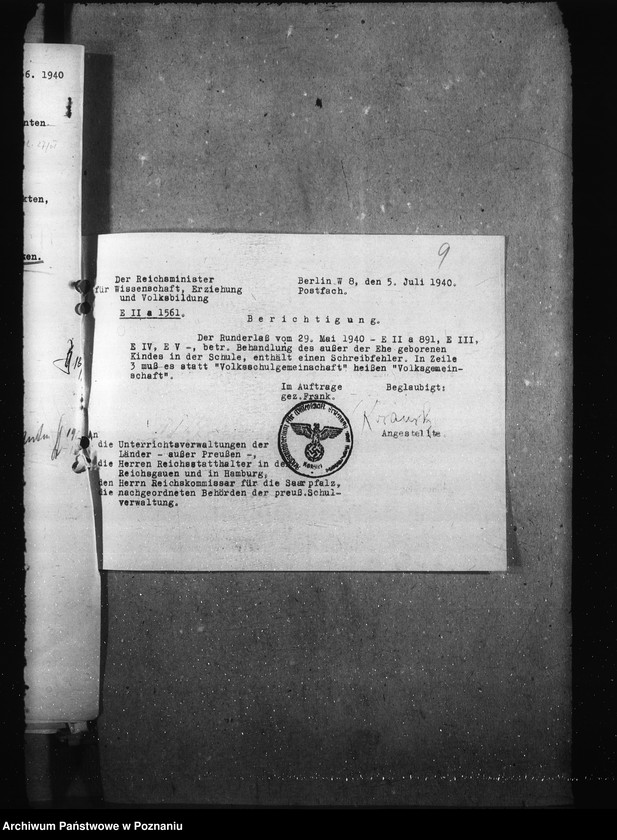 6. 1940
nten
kten,
ken.
9
Der Reichsminister
für Wissenschaft, Erziehung
und Volksbildung
E II a 1561.
Berlin W 8, den 5. Juli 1940.
Postfach.
Berichtigung.
Der Runderlaß vom 29. Mai 1940 - E II a 891, E III,
E IV, E V -, betr. Behandlung des außer der Ehe geborenen
Kindes in der Schule, enthält einen Schreibfehler. In Zeile
3 muß es statt "Volksschulgemeinschaft" heißen "Volksgemein-
schaft".
Im Auftrage
gez.Frank.
Beglaubigt:
Angestellte.
An
die Unterrichtsverwaltungen der
Länder - außer Preußen -,
die Herren Reichsstatthalter in den
Reichsgauen und in Hamburg,
den Herrn Reichskommissar für die Saarpfalz,
die nachgeordneten Behörden der preuß.Schul-
verwaltung.
Archiwum Państwowe w Poznaniu